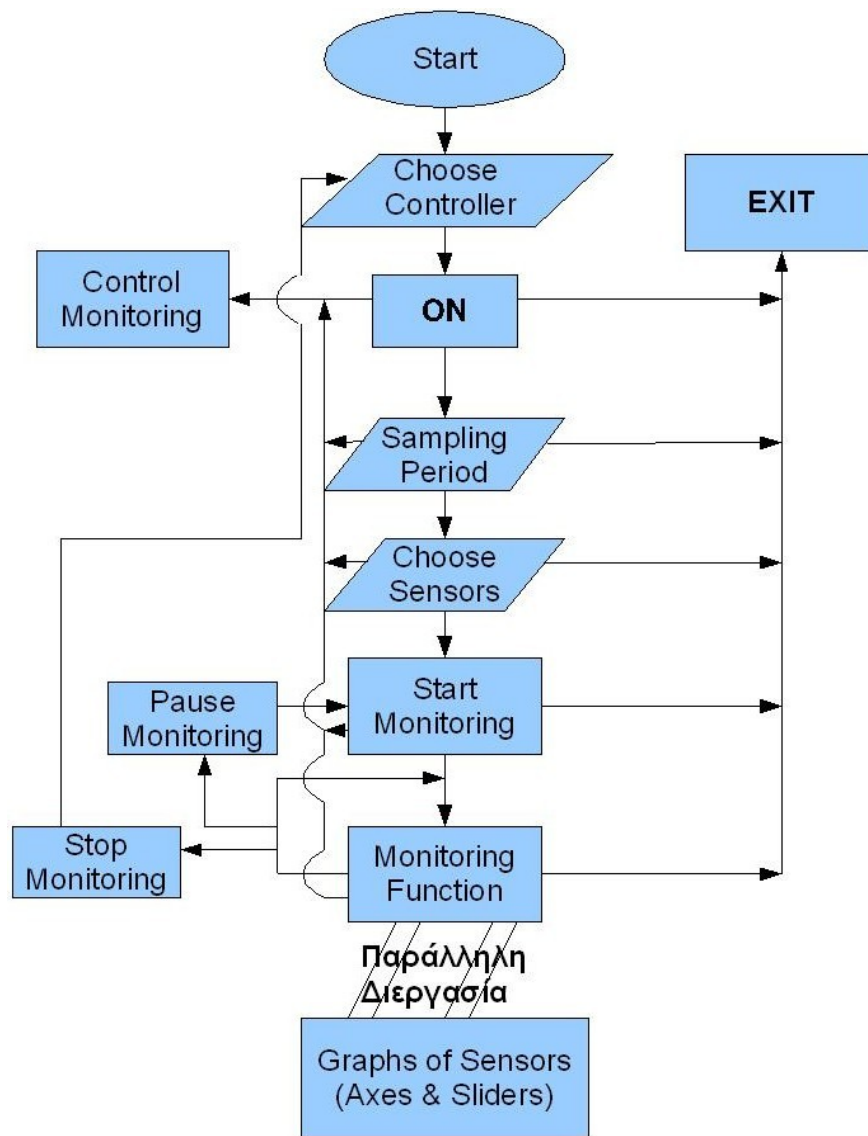 Start
Choose
Controller
EXIT
Control
Monitoring
ON
Sampling
Period
Choose
Sensors
Start
Monitoring
Pause
Monitoring
Stop
Monitoring
Monitoring
Function
Παράλληλη
Διεργασία
Graphs of Sensors
(Axes & Sliders)